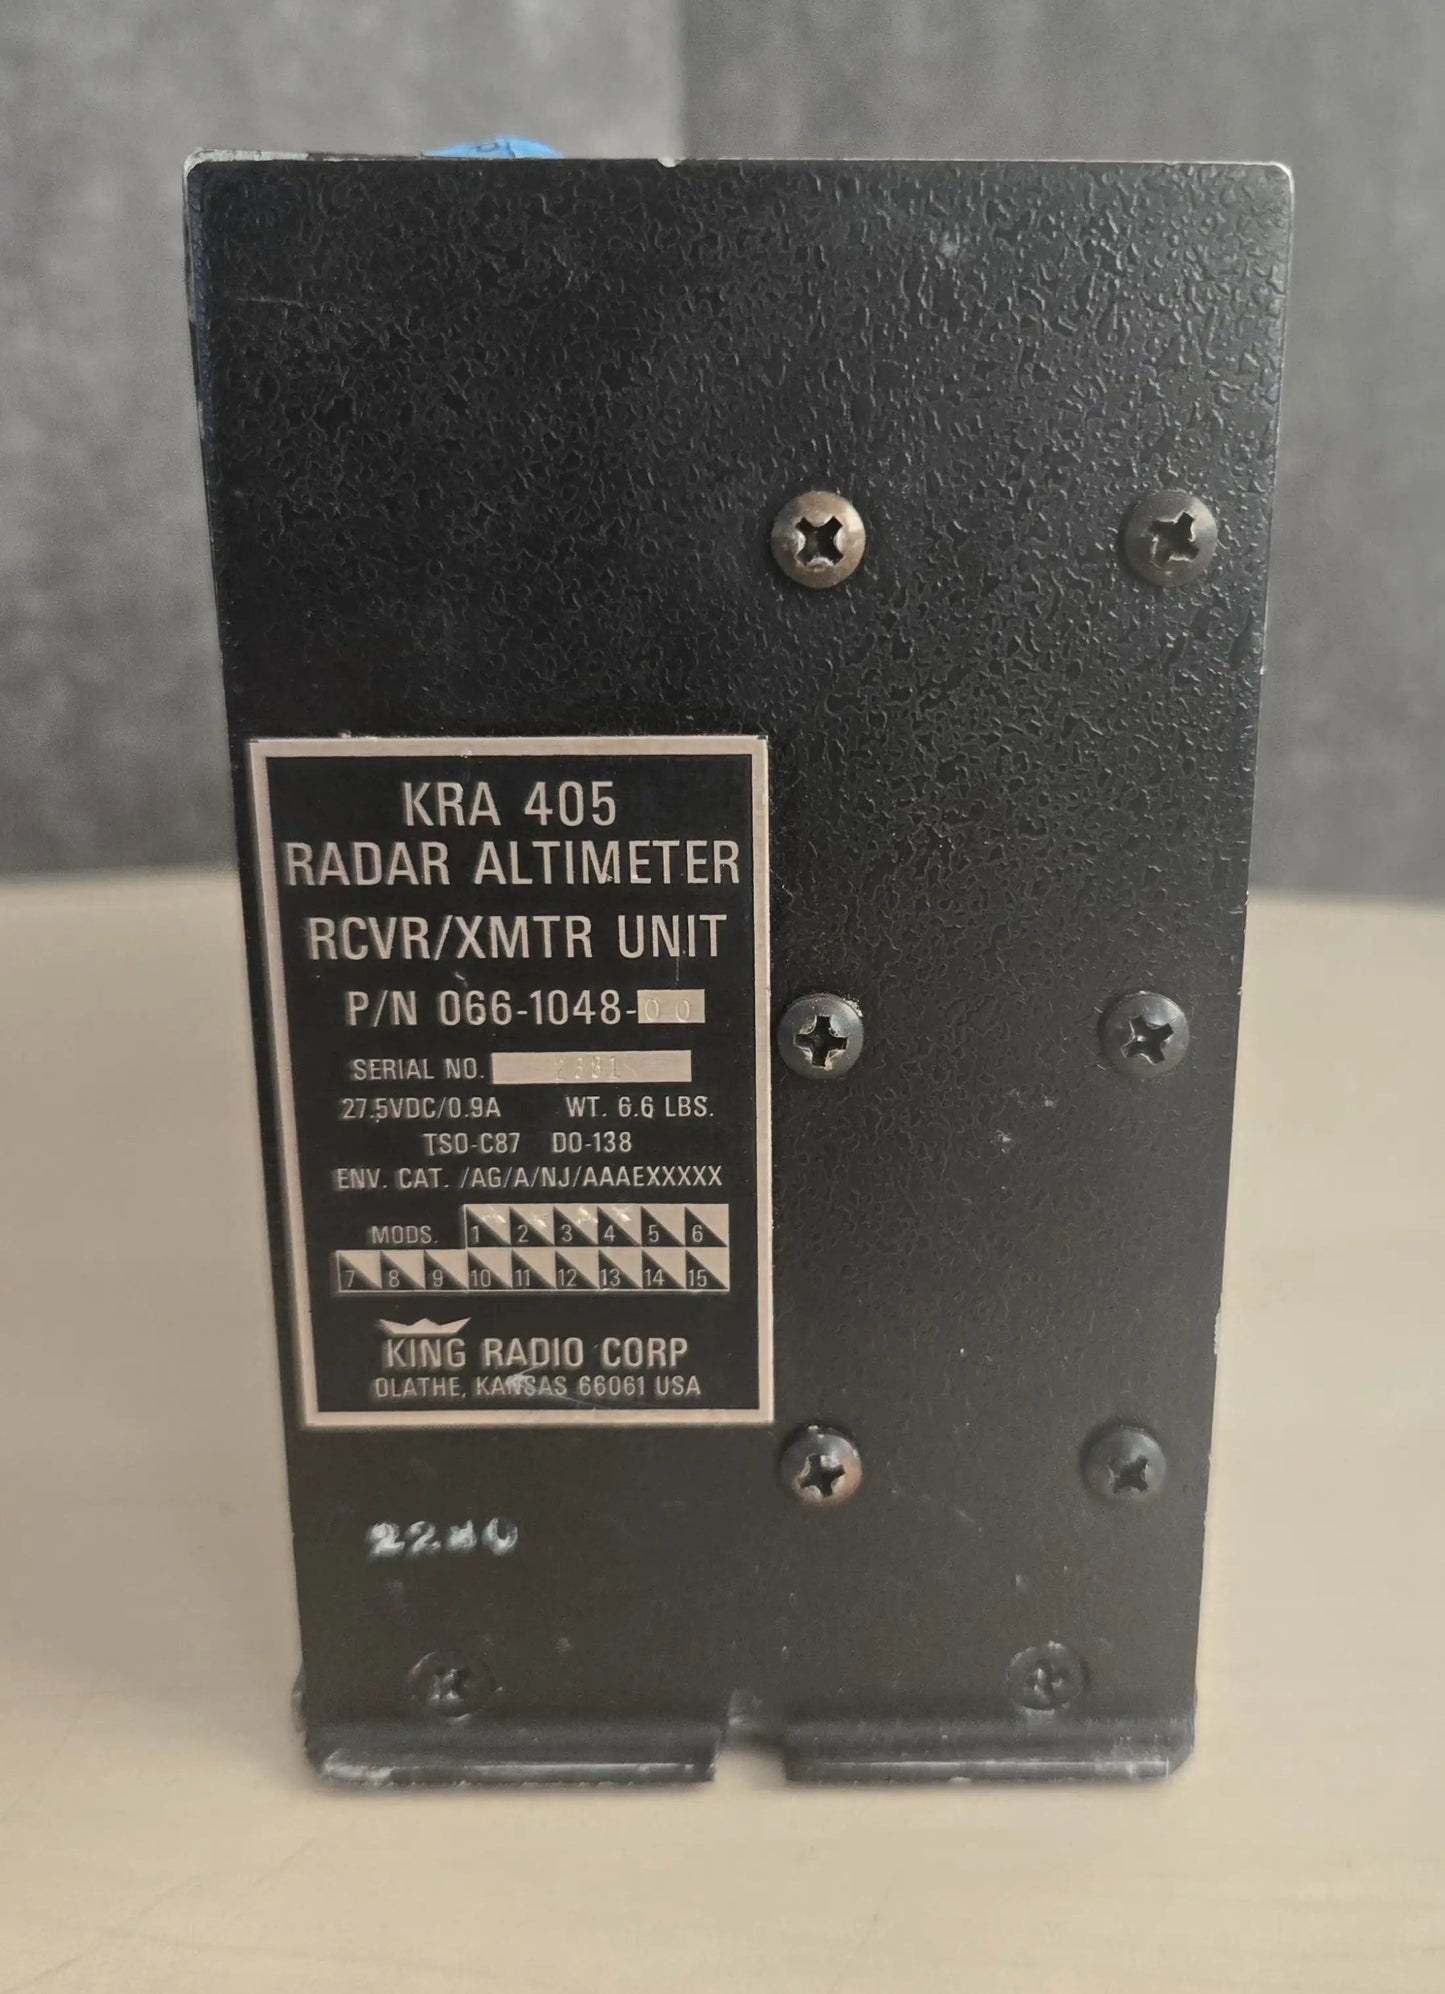 KRA 405
RADAR ALTIMETER
RCVR/XMTR UNIT
P/N 066-1048-00
SERIAL NO.
27.5VDC/0.9A WT. 6.6 LBS.
TSO-C87 DO-138
ENV. CAT. /AG/A/NJ/AAAEXXXXX
MODS. 1 2 3 4 5 6
7 8 9 10 11 12 13 14 15
KING RADIO CORP
OLATHE, KANSAS 66061 USA